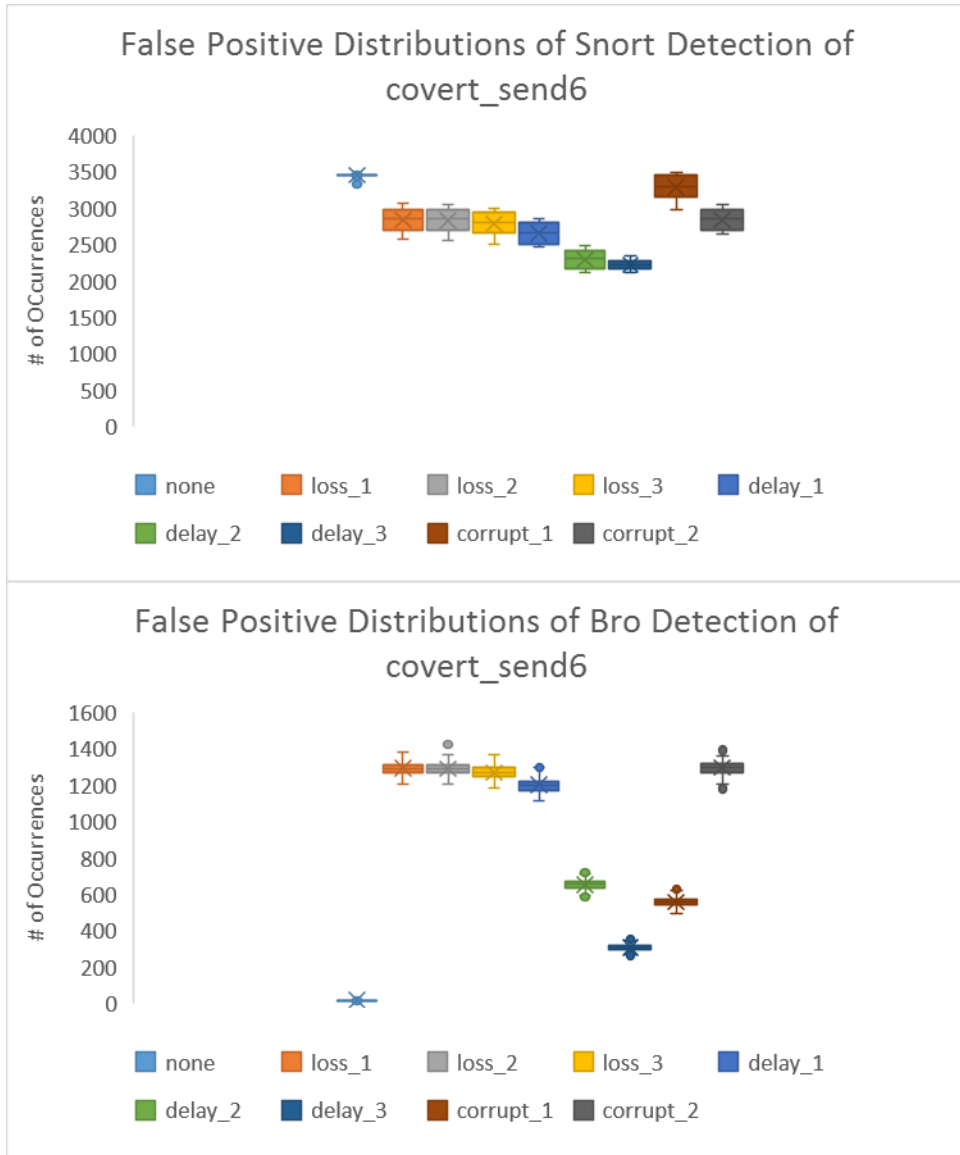 False Positive Distributions of Snort Detection of
covert_send6
# of OCcurrences
4000
3500
3000
2500
2000
1500
1000
500
0
none loss_1 loss_2 loss_3 delay_1
delay_2 delay_3 corrupt_1 corrupt_2
False Positive Distributions of Bro Detection of
covert_send6
# of Occurrences
1600
1400
1200
1000
800
600
400
200
0
none loss_1 loss_2 loss_3 delay_1
delay_2 delay_3 corrupt_1 corrupt_2